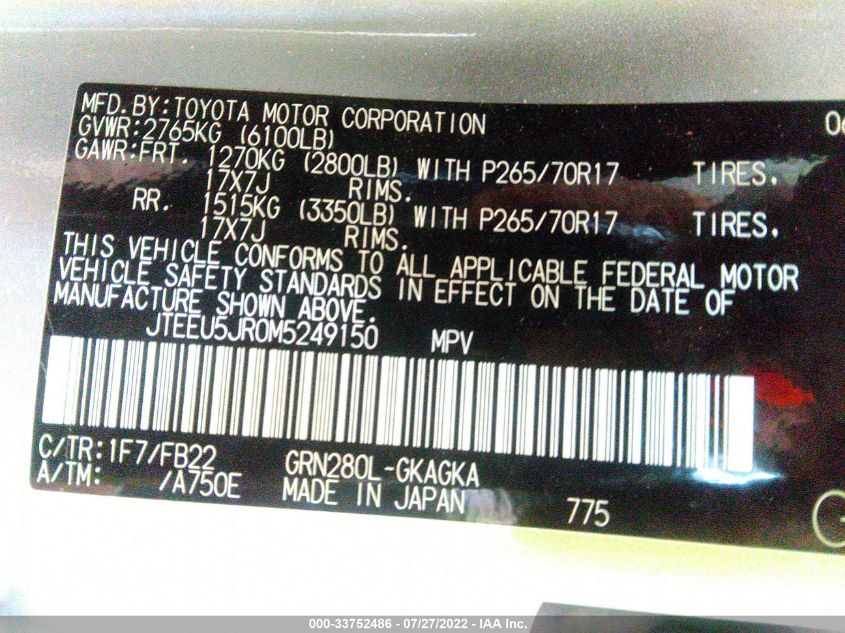 MFD.BY:TOYOTA MOTOR CORPORATION 06
GVWR:2765KG (6100LB)
GAWR:FRT. 1270KG (2800LB) WITH P265/70R17 TIRES.
17X7J RIMS.
RR. 1515KG (3350LB) WITH P265/70R17 TIRES.
17X7J RIMS.
THIS VEHICLE CONFORMS TO ALL APPLICABLE FEDERAL MOTOR
VEHICLE SAFETY STANDARDS IN EFFECT ON THE DATE OF
MANUFACTURE SHOWN ABOVE.
JTEEU5JR0M5249150 MPV
C/TR:1F7/FB22 GRN280L-GKAGKA
A/TM: /A750E MADE IN JAPAN 775
G
000-33752486 - 07/27/2022 - IAA Inc.